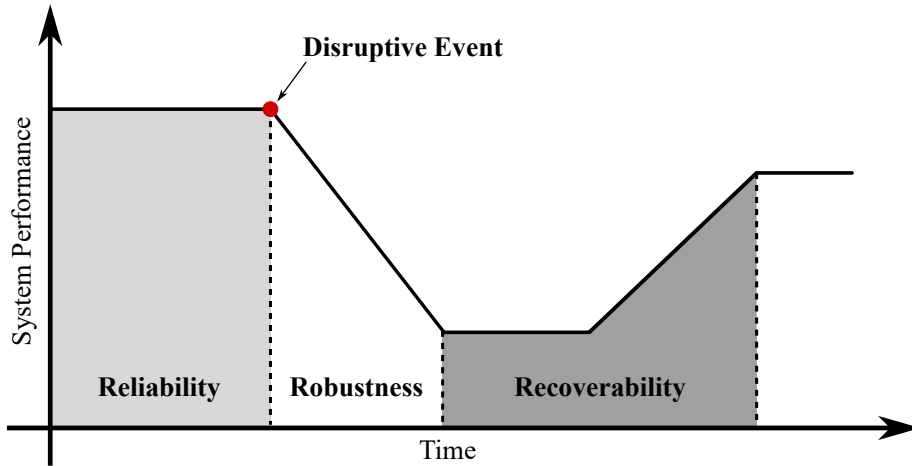 Disruptive Event
System Performance
Reliability
Robustness
Recoverability
Time